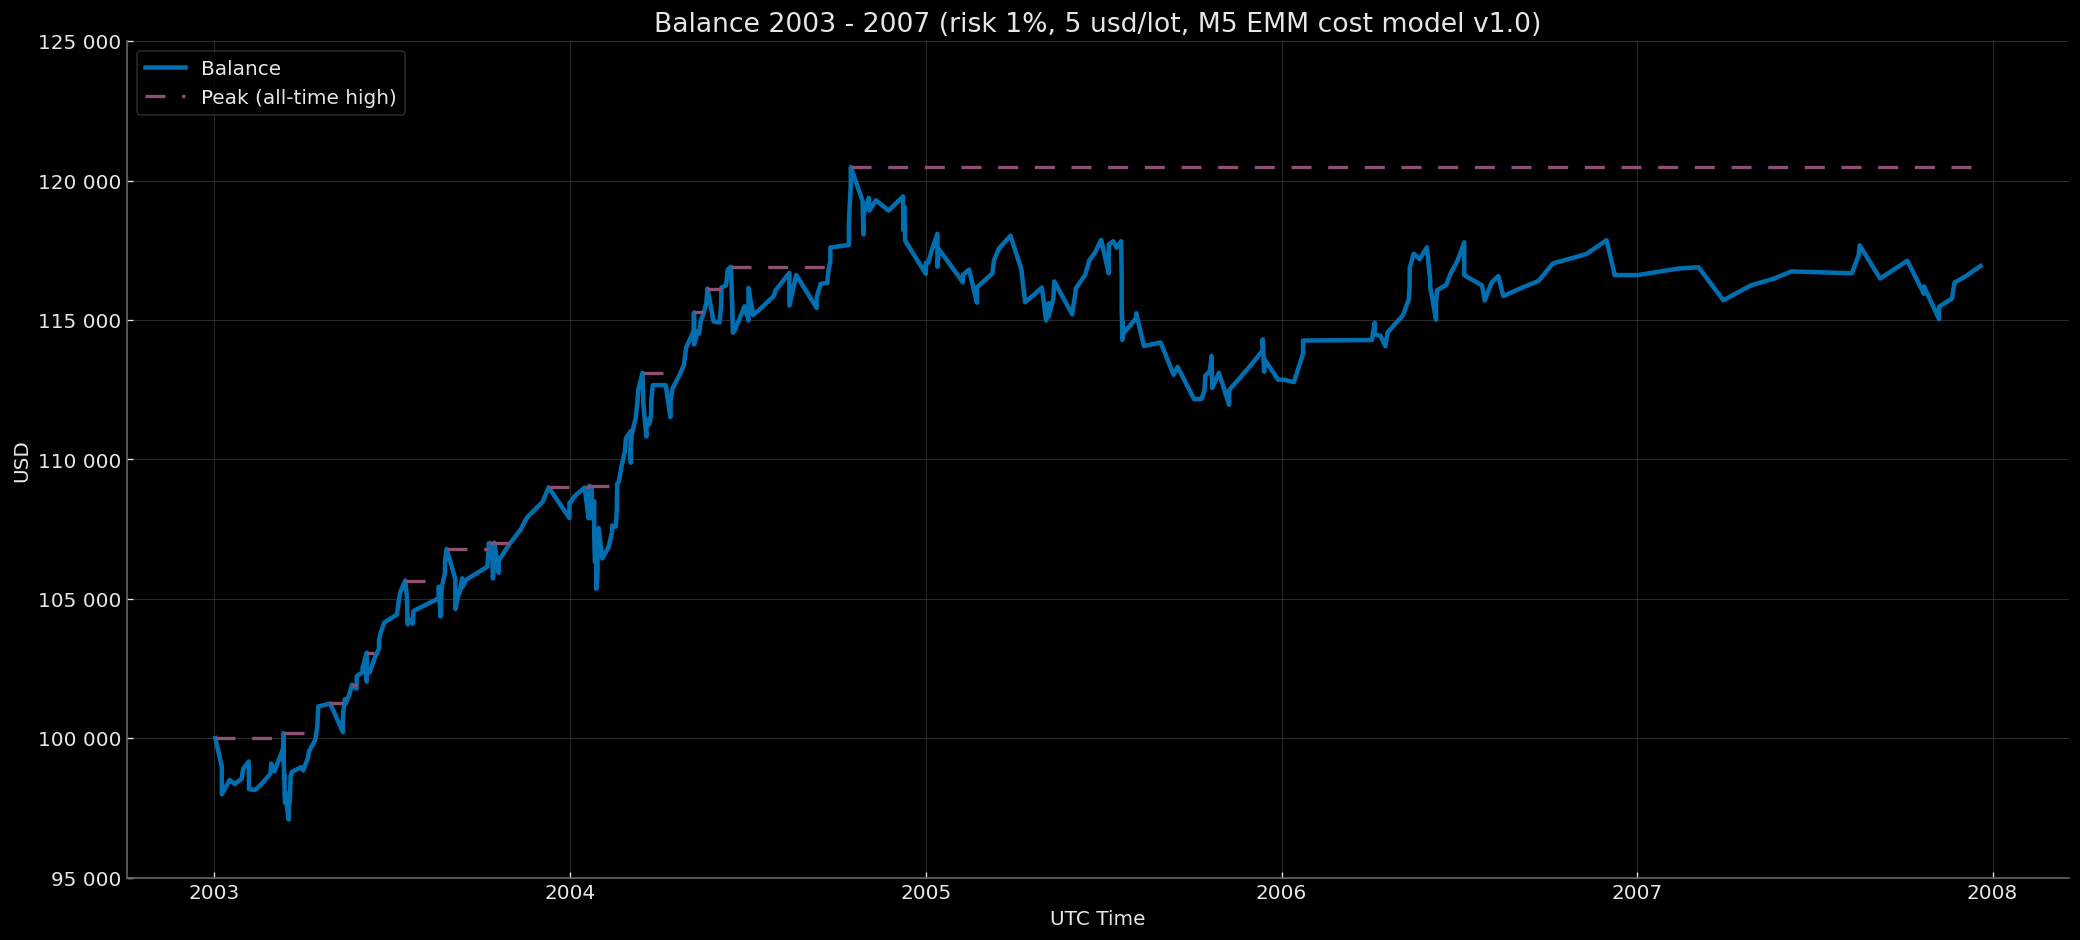 Balance 2003 - 2007 (risk 1%, 5 usd/lot, M5 EMM cost model v1.0)
125 000
120 000
115 000
110 000
105 000
100 000
95 000
USD
Balance
Peak (all-time high)
2003
2004
2005
2006
2007
2008
UTC Time